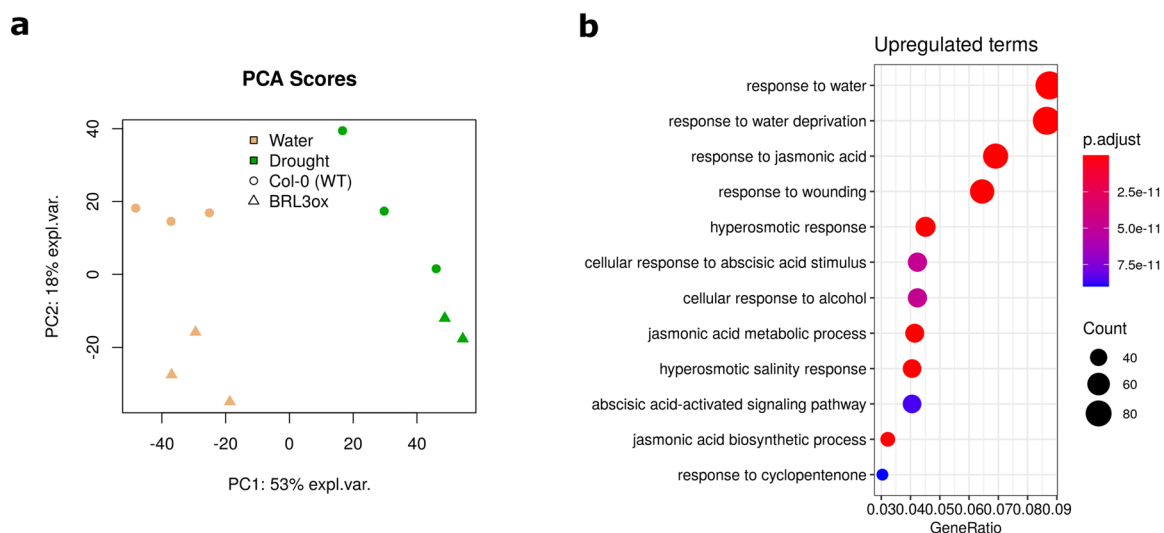 a
PCA Scores
Water
Drought
Col-0 (WT)
BRL3ox
40
20
0
-20
PC2: 18% expl.var.
-40 -20 0 20 40
PC1: 53% expl.var.
b
Upregulated terms
response to water
response to water deprivation
response to jasmonic acid
response to wounding
hyperosmotic response
cellular response to abscisic acid stimulus
cellular response to alcohol
jasmonic acid metabolic process
hyperosmotic salinity response
abscisic acid-activated signaling pathway
jasmonic acid biosynthetic process
response to cyclopentenone
0.030.040.050.060.070.080.09
GeneRatio
p.adjust
2.5e-11
5.0e-11
7.5e-11
Count
40
60
80